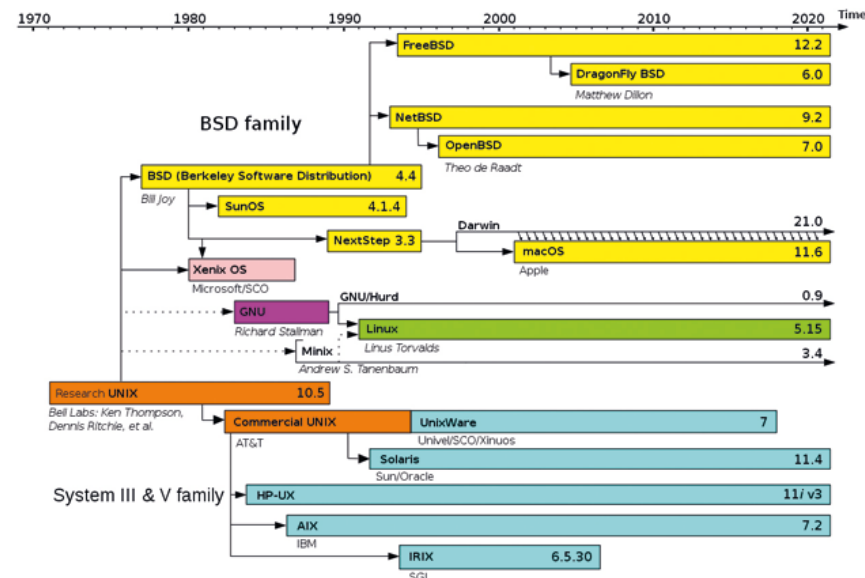 1970 1980 1990 2000 2010 2020 Time
FreeBSD 12.2
DragonFly BSD 6.0
Matthew Dillon
BSD family
NetBSD 9.2
OpenBSD 7.0
Theo de Raadt
BSD (Berkeley Software Distribution) 4.4
Bill Joy
SunOS 4.1.4
Darwin 21.0
NextStep 3.3
macOS 11.6
Apple
Xenix OS
Microsoft/SCO
GNU/Hurd 0.9
GNU
Richard Stallman
Linux 5.15
Linus Torvalds
Minix 3.4
Andrew S. Tanenbaum
Research UNIX 10.5
Bell Labs: Ken Thompson,
Dennis Ritchie, et al.
Commercial UNIX UnixWare 7
AT&T Univel/SCO/Xinuos
Solaris 11.4
Sun/Oracle
System III & V family
HP-UX 11i v3
AIX 7.2
IBM
IRIX 6.5.30
SGI